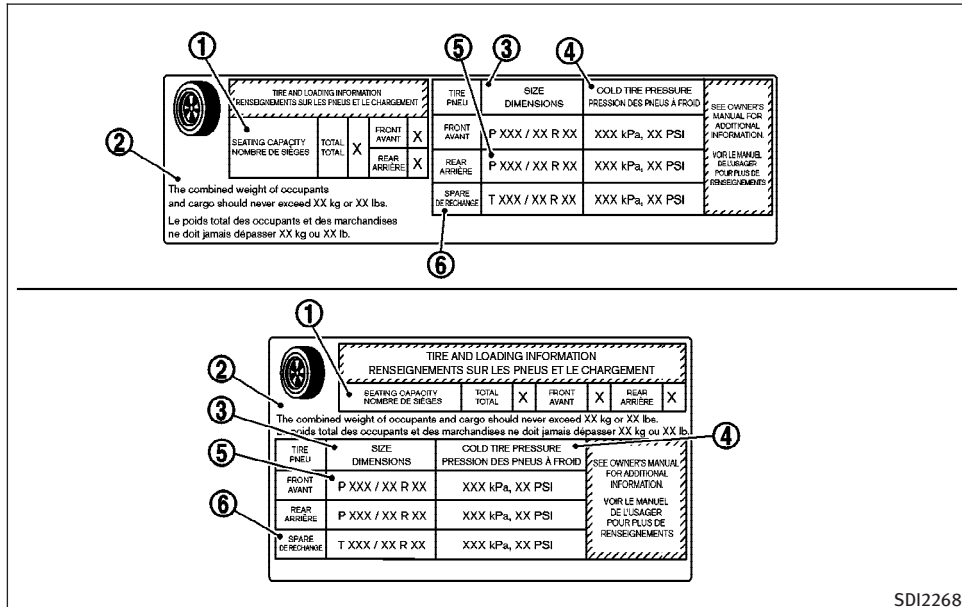 ① ⑤ ③ ④
TIRE AND LOADING INFORMATION
RENSEIGNEMENTS SUR LES PNEUS ET LE CHARGEMENT
SEATING CAPACITY
NOMBRE DE SIÈGES
TOTAL
TOTAL
X
FRONT
AVANT
X
REAR
ARRIÈRE
X
②
The combined weight of occupants
and cargo should never exceed XX kg or XX lbs.
Le poids total des occupants et des marchandises
ne doit jamais dépasser XX kg ou XX lb.
TIRE
PNEU
SIZE
DIMENSIONS
COLD TIRE PRESSURE
PRESSION DES PNEUS À FROID
FRONT
AVANT
P XXX / XX R XX
XXX kPa, XX PSI
REAR
ARRIÈRE
P XXX / XX R XX
XXX kPa, XX PSI
SPARE
DE RECHANGE
T XXX / XX R XX
XXX kPa, XX PSI
SEE OWNER'S
MANUAL FOR
ADDITIONAL
INFORMATION.
VOIR LE MANUEL
DE L'USAGER
POUR PLUS DE
RENSEIGNEMENTS
⑥
①
TIRE AND LOADING INFORMATION
RENSEIGNEMENTS SUR LES PNEUS ET LE CHARGEMENT
SEATING CAPACITY
NOMBRE DE SIÈGES
TOTAL
TOTAL
X
FRONT
AVANT
X
REAR
ARRIÈRE
X
②
The combined weight of occupants and cargo should never exceed XX kg or XX lbs.
Le poids total des occupants et des marchandises ne doit jamais dépasser XX kg ou XX lb.
③
④
TIRE
PNEU
SIZE
DIMENSIONS
COLD TIRE PRESSURE
PRESSION DES PNEUS À FROID
⑤
FRONT
AVANT
P XXX / XX R XX
XXX kPa, XX PSI
REAR
ARRIÈRE
P XXX / XX R XX
XXX kPa, XX PSI
⑥
SPARE
DE RECHANGE
T XXX / XX R XX
XXX kPa, XX PSI
SEE OWNER'S MANUAL
FOR ADDITIONAL
INFORMATION.
VOIR LE MANUEL
DE L'USAGER
POUR PLUS DE
RENSEIGNEMENTS
SDI2268